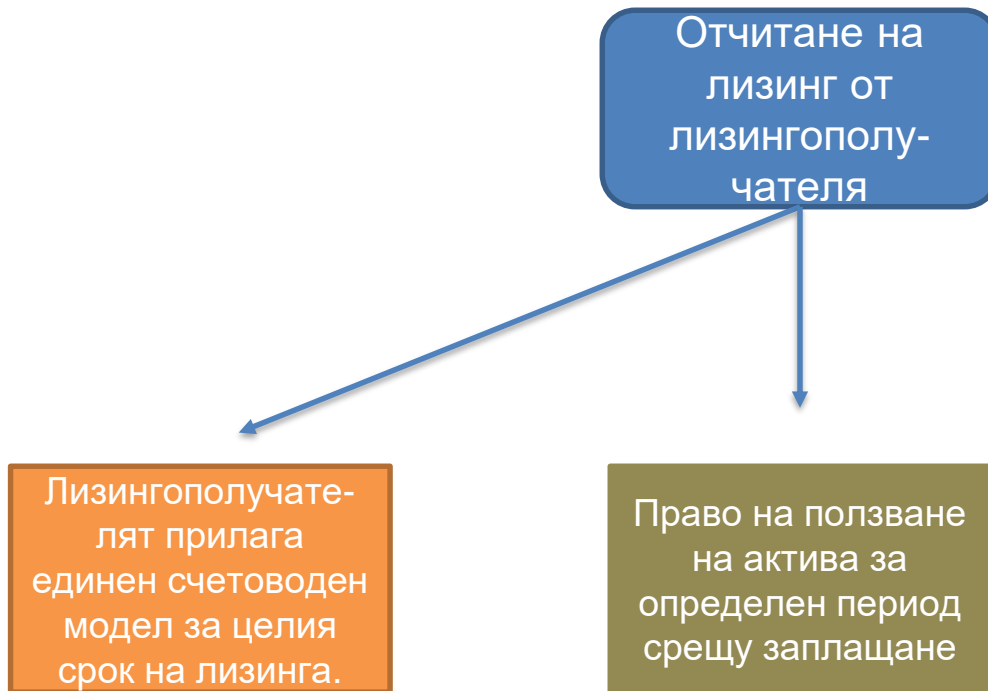 Отчитане на
лизинг от
лизингополу-
чателя
Лизингополучате-
лят прилага
единен счетоводен
модел за целия
срок на лизинга.
Право на ползване
на актива за
определен период
срещу заплащане